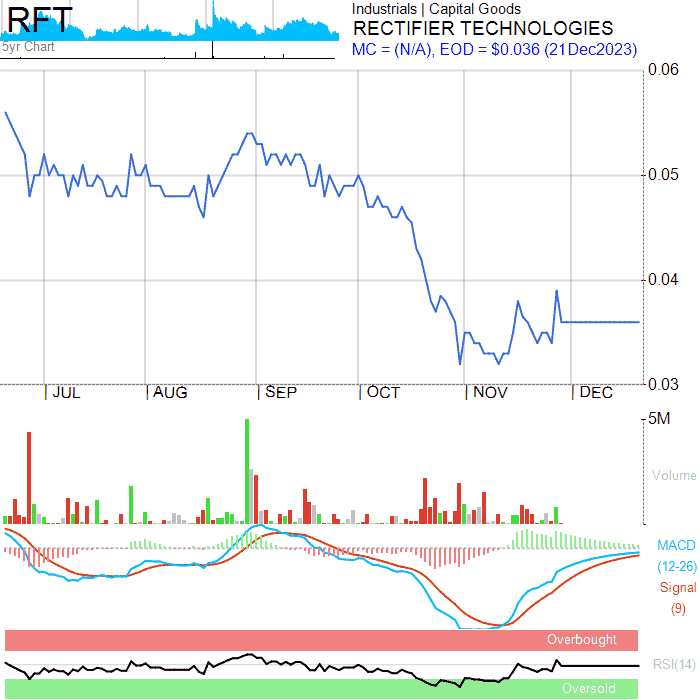 RFT
5yr Chart
Industrials | Capital Goods
RECTIFIER TECHNOLOGIES
MC = (N/A), EOD = $0.036 (21Dec2023)
0.06
0.05
0.04
0.03
| JUL | AUG | SEP | OCT | NOV | DEC
5M
Volume
MACD
(12-26)
Signal
(9)
Overbought
RSI(14)
Oversold